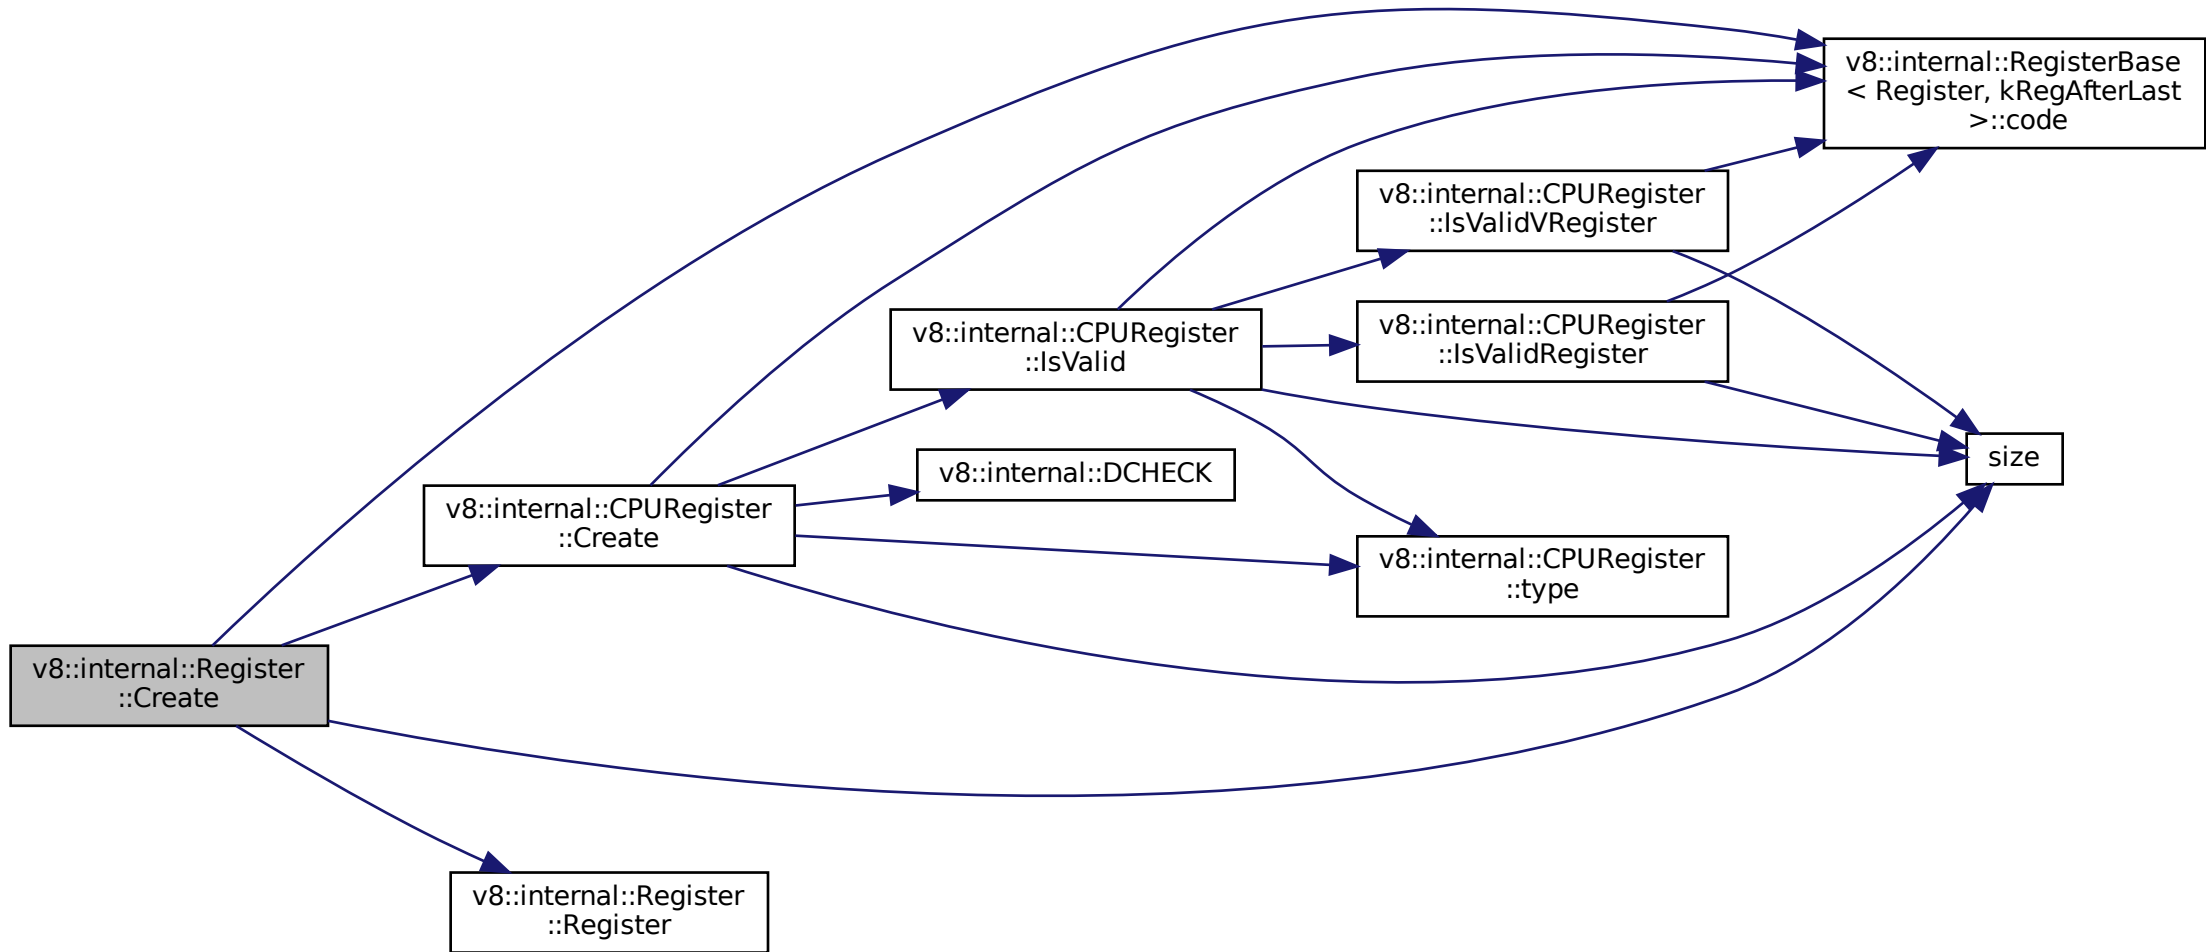 v8::internal::RegisterBase
< Register, kRegAfterLast
>::code
v8::internal::CPURegister
::IsValidVRegister
v8::internal::CPURegister
::IsValid
v8::internal::CPURegister
::IsValidRegister
size
v8::internal::DCHECK
v8::internal::CPURegister
::Create
v8::internal::CPURegister
::type
v8::internal::Register
::Create
v8::internal::Register
::Register